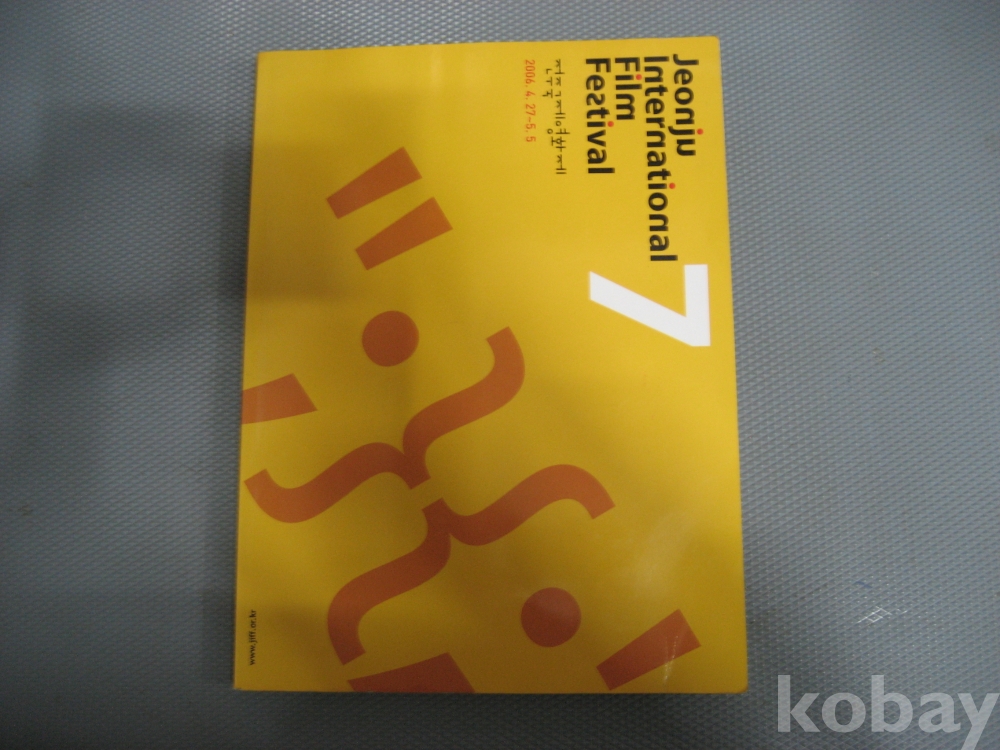 Jeonju
International
Film
Festival
7
전주국제영화제
2006. 4. 27-5. 5
www.jiff.or.kr
kobay